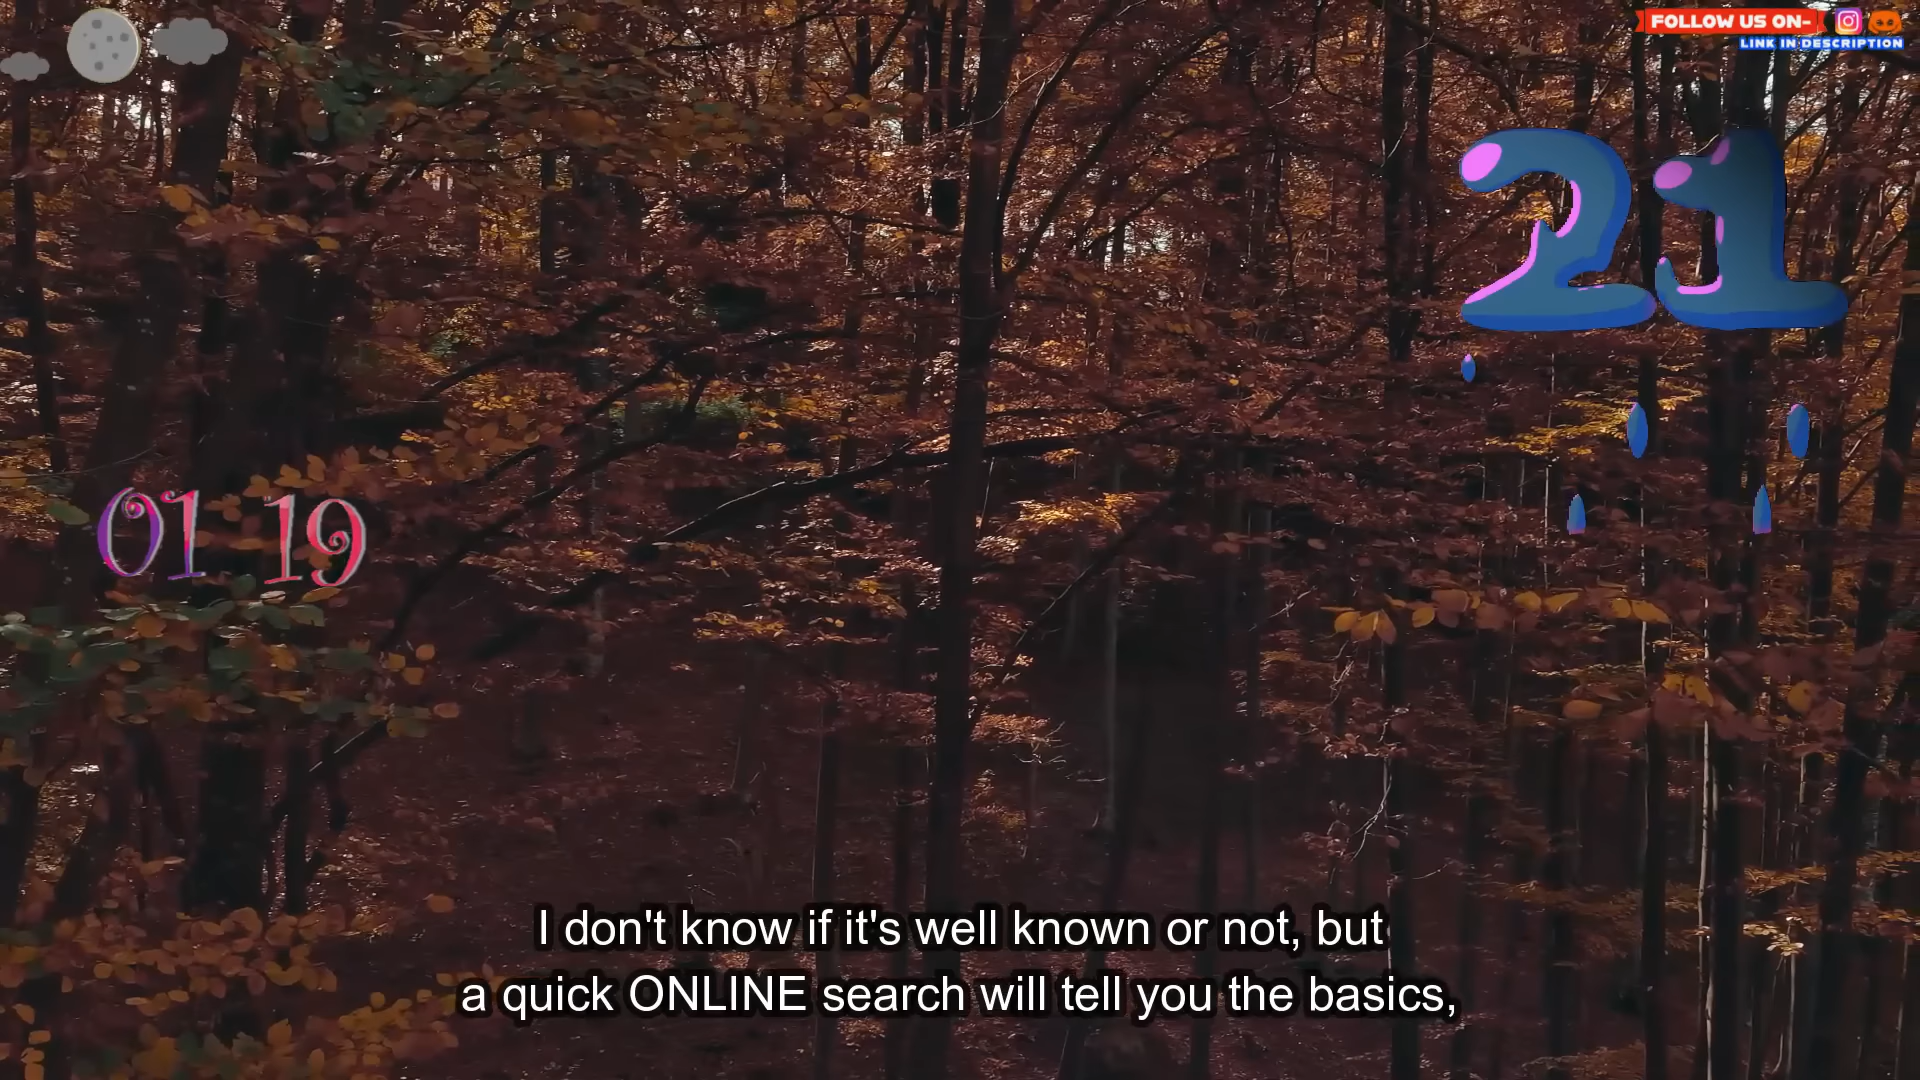 FOLLOW US ON-
LINK IN DESCRIPTION
21
01 19
I don't know if it's well known or not, but
a quick ONLINE search will tell you the basics,